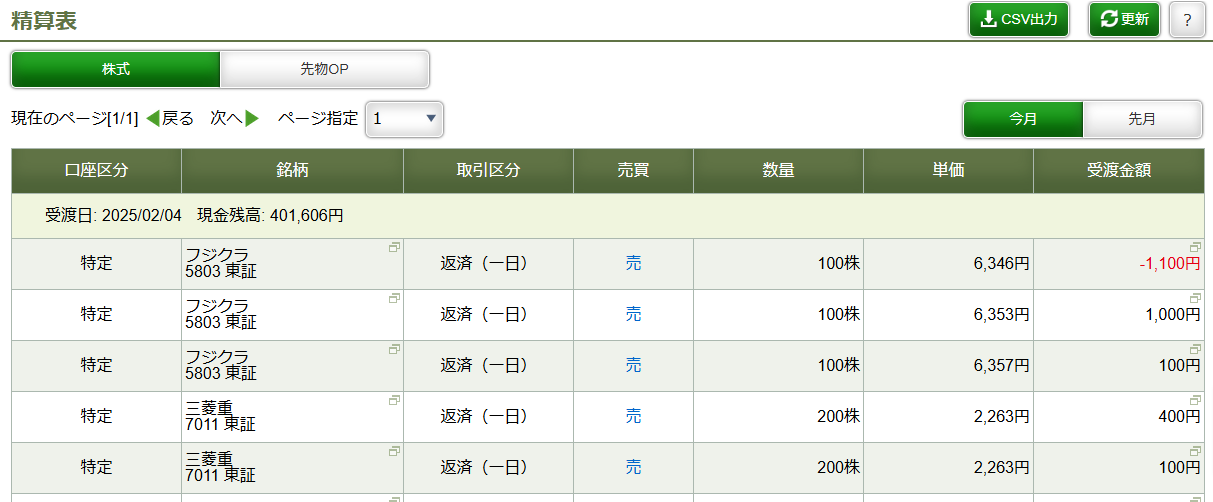 精算表
CSV出力 更新 ?
株式 先物OP
現在のページ[1/1] 戻る 次へ ページ指定 1
今月 先月
口座区分 銘柄 取引区分 売買 数量 単価 受渡金額
受渡日: 2025/02/04 現金残高: 401,606円
特定 フジクラ 返済（一日） 売 100株 6,346円 -1,100円
5803 東証
特定 フジクラ 返済（一日） 売 100株 6,353円 1,000円
5803 東証
特定 フジクラ 返済（一日） 売 100株 6,357円 100円
5803 東証
特定 三菱重 返済（一日） 売 200株 2,263円 400円
7011 東証
特定 三菱重 返済（一日） 売 200株 2,263円 100円
7011 東証